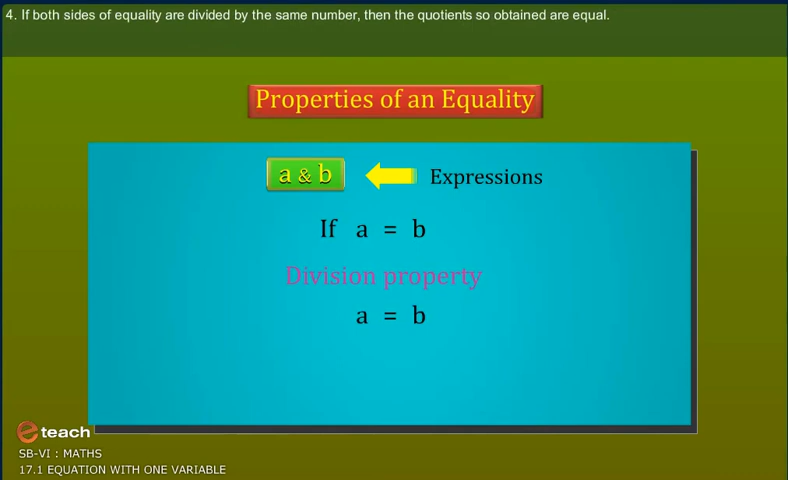 4. If both sides of equality are divided by the same number, then the quotients so obtained are equal.
Properties of an Equality
a & b Expressions
If a = b
Division property
a = b
e teach
SB-VI : MATHS
17.1 EQUATION WITH ONE VARIABLE